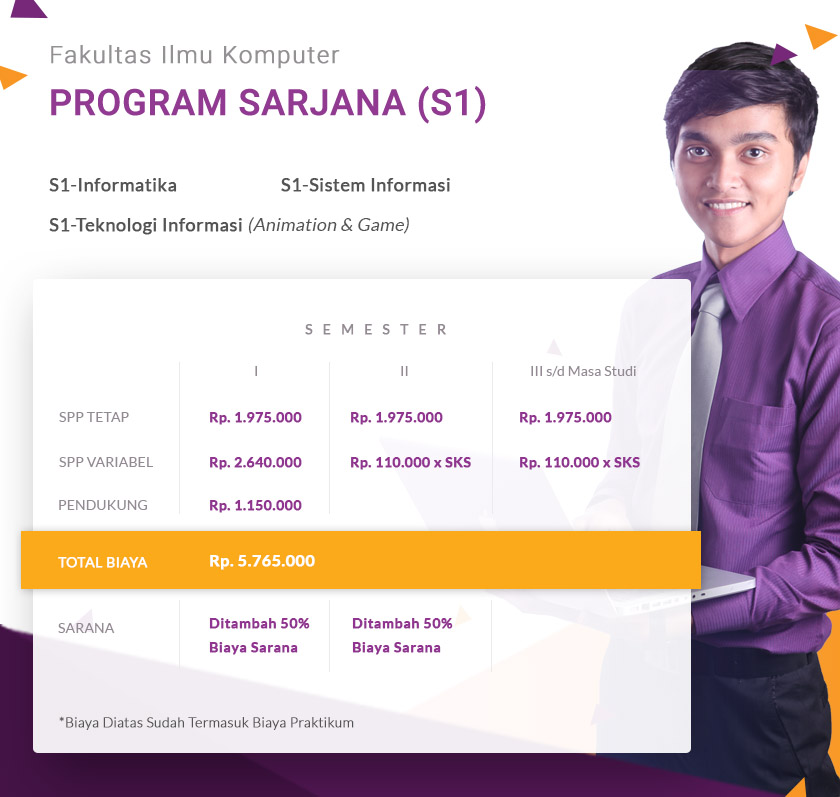 Fakultas Ilmu Komputer
PROGRAM SARJANA (S1)
S1-Informatika S1-Sistem Informasi
S1-Teknologi Informasi (Animation & Game)
SEMESTER
I II III s/d Masa Studi
SPP TETAP Rp. 1.975.000 Rp. 1.975.000 Rp. 1.975.000
SPP VARIABEL Rp. 2.640.000 Rp. 110.000 x SKS Rp. 110.000 x SKS
PENDUKUNG Rp. 1.150.000
TOTAL BIAYA Rp. 5.765.000
SARANA Ditambah 50% Biaya Sarana Ditambah 50% Biaya Sarana
*Biaya Diatas Sudah Termasuk Biaya Praktikum